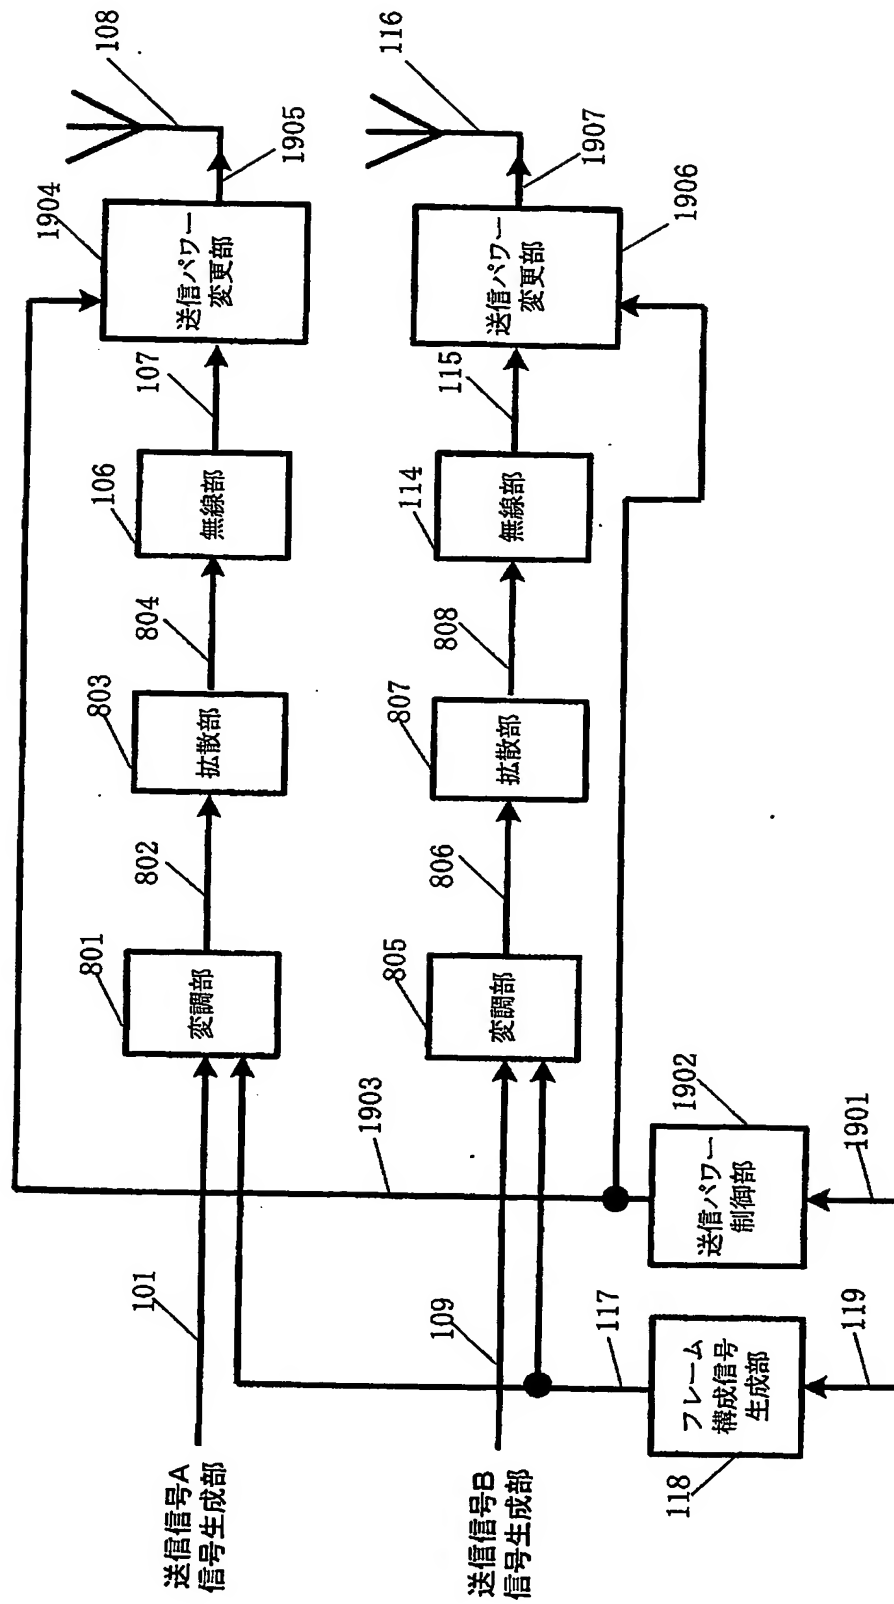 送信信号A
信号生成部
101
801
変調部
802
803
拡散部
804
106
無線部
107
1904
送信パワー
変更部
1905
108
送信信号B
信号生成部
109
805
変調部
806
807
拡散部
808
114
無線部
115
送信パワー
変更部
1906
1907
116
1903
117
118
フレーム
構成信号
生成部
119
1902
送信パワー
制御部
1901